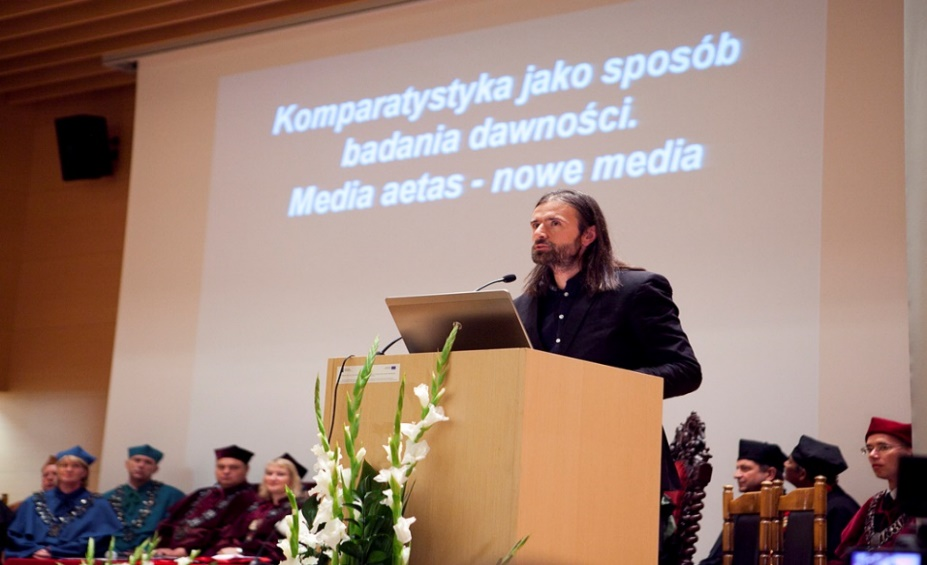 Komparatystyka jako sposób
badania dawności.
Media aetas - nowe media